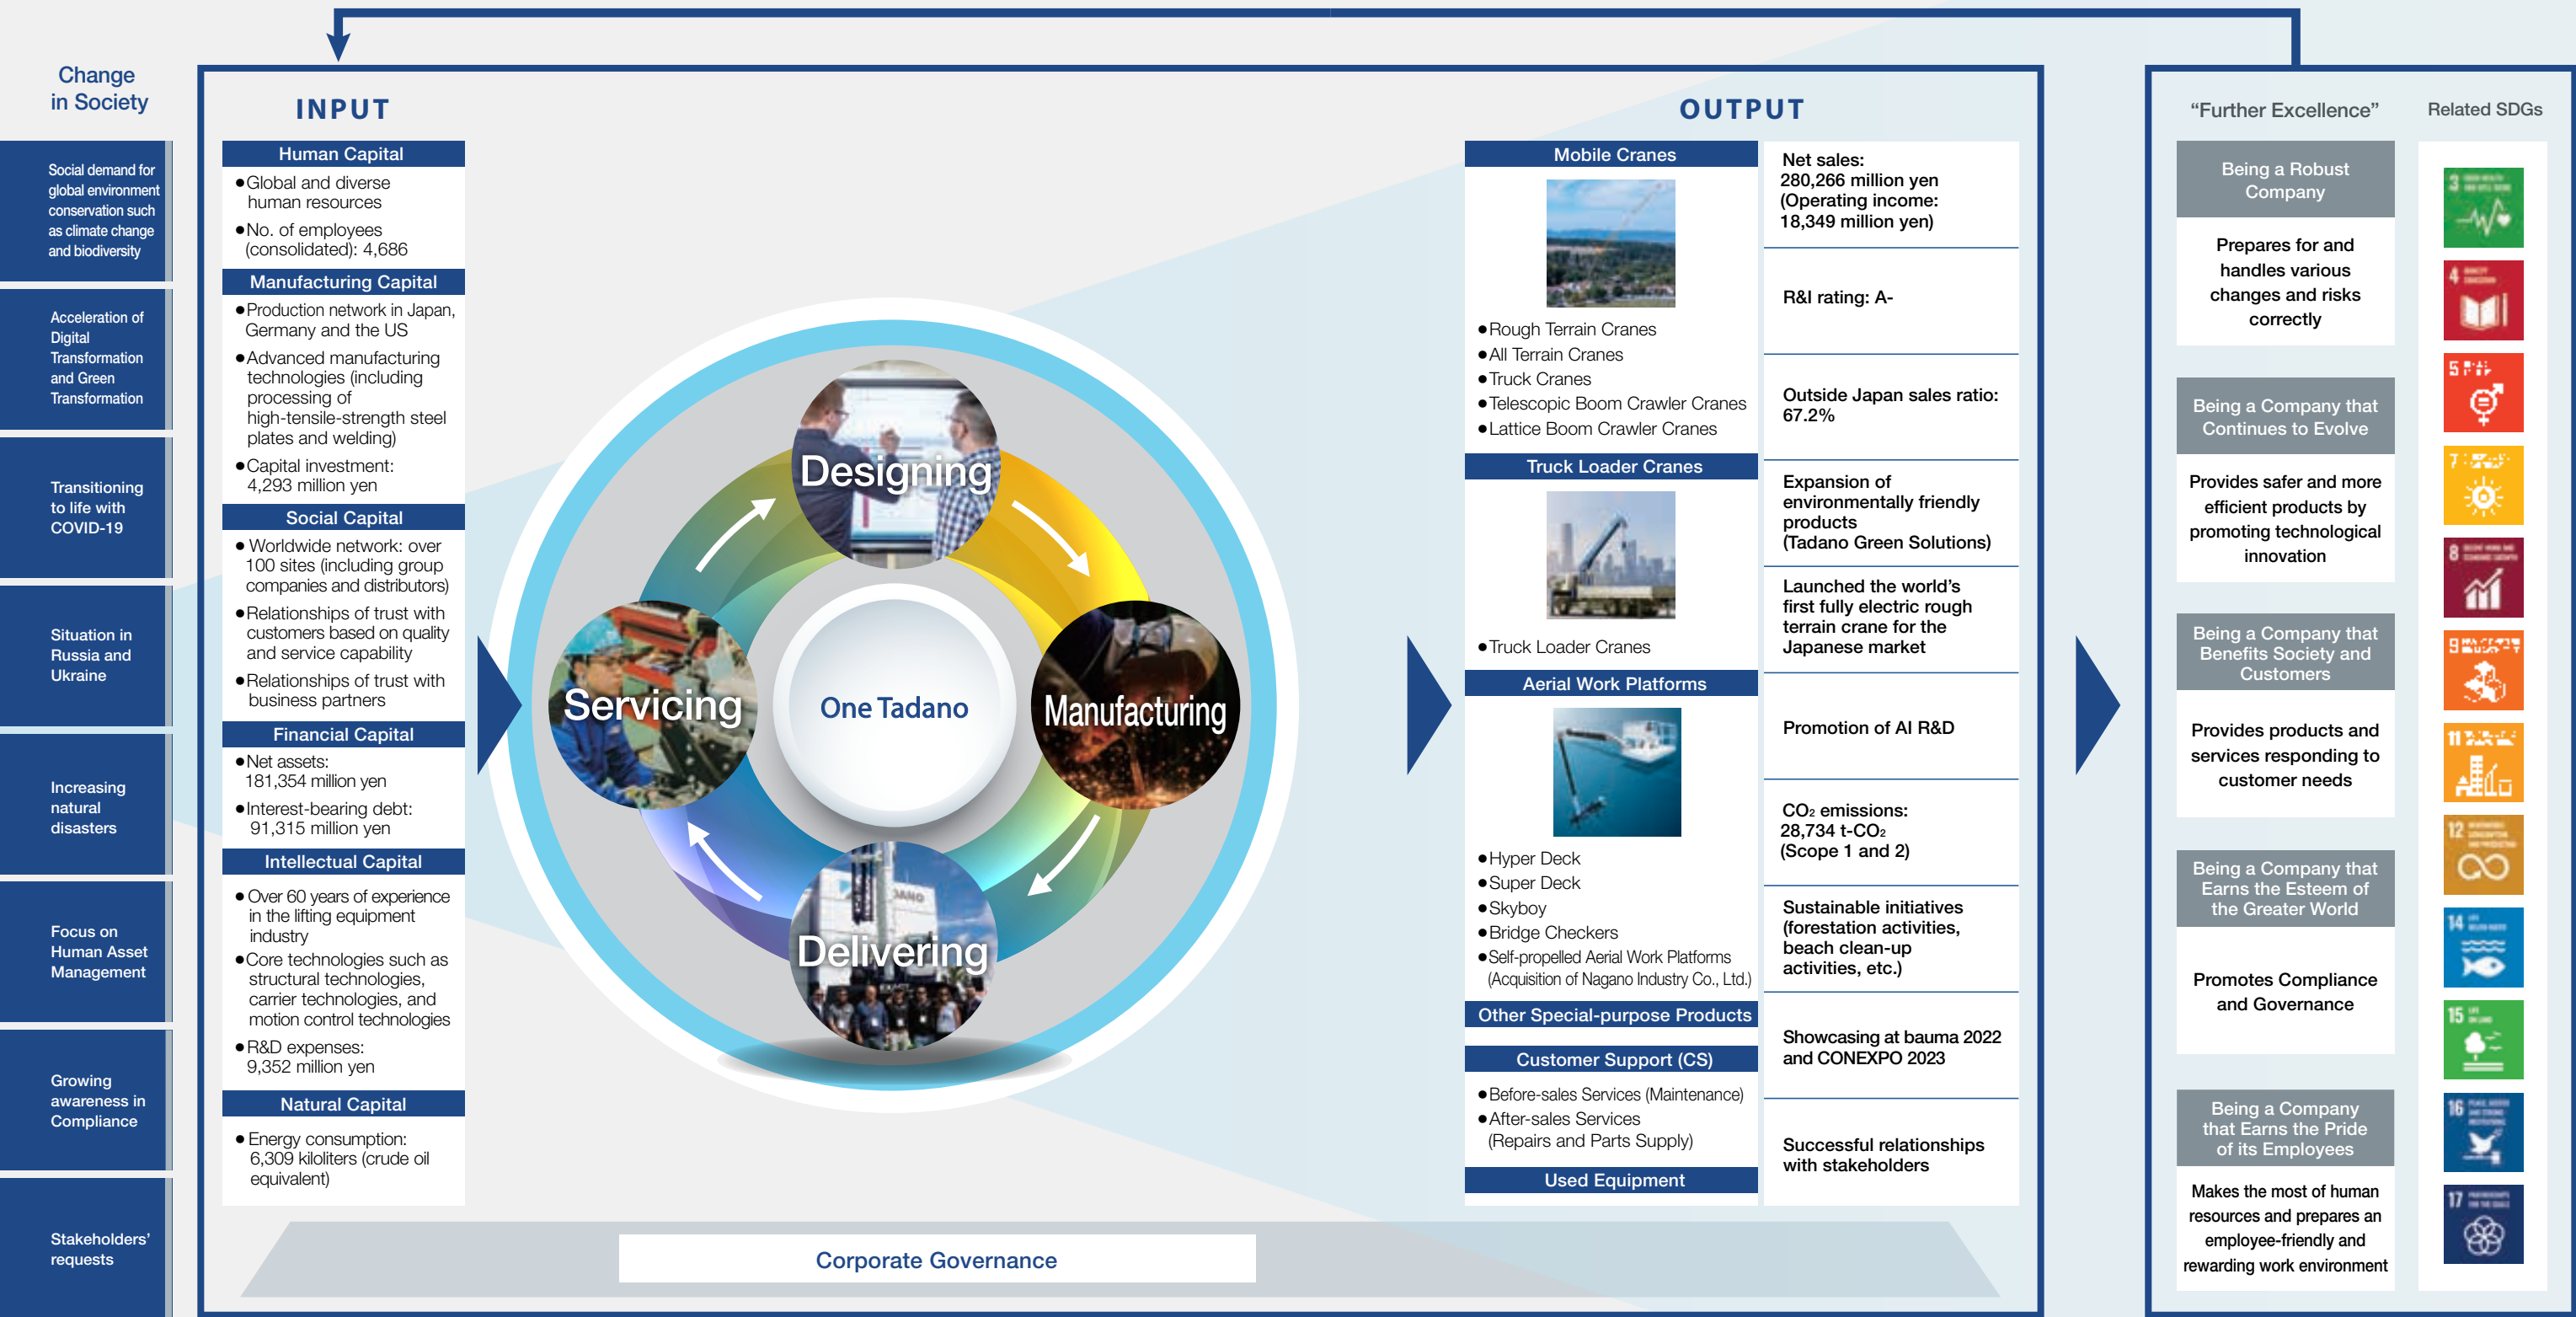 Change
in Society
Social demand for
global environment
conservation such
as climate change
and biodiversity
Acceleration of
Digital
Transformation
and Green
Transformation
Transitioning
to life with
COVID-19
Situation in
Russia and
Ukraine
Increasing
natural
disasters
Focus on
Human Asset
Management
Growing
awareness in
Compliance
Stakeholders’
requests
INPUT
Human Capital
●Global and diverse
human resources
●No. of employees
(consolidated): 4,686
Manufacturing Capital
●Production network in Japan,
Germany and the US
●Advanced manufacturing
technologies (including
processing of
high-tensile-strength steel
plates and welding)
●Capital investment:
4,293 million yen
Social Capital
● Worldwide network: over
100 sites (including group
companies and distributors)
●Relationships of trust with
customers based on quality
and service capability
●Relationships of trust with
business partners
Financial Capital
●Net assets:
181,354 million yen
●Interest-bearing debt:
91,315 million yen
Intellectual Capital
● Over 60 years of experience
in the lifting equipment
industry
●Core technologies such as
structural technologies,
carrier technologies, and
motion control technologies
●R&D expenses:
9,352 million yen
Natural Capital
● Energy consumption:
6,309 kiloliters (crude oil
equivalent)
Designing
Servicing
One Tadano
Manufacturing
Delivering
OUTPUT
Mobile Cranes
●Rough Terrain Cranes
●All Terrain Cranes
●Truck Cranes
●Telescopic Boom Crawler Cranes
●Lattice Boom Crawler Cranes
Truck Loader Cranes
●Truck Loader Cranes
Aerial Work Platforms
●Hyper Deck
●Super Deck
●Skyboy
●Bridge Checkers
●Self-propelled Aerial Work Platforms
(Acquisition of Nagano Industry Co., Ltd.)
Other Special-purpose Products
Customer Support (CS)
●Before-sales Services (Maintenance)
●After-sales Services
(Repairs and Parts Supply)
Used Equipment
Net sales:
280,266 million yen
(Operating income:
18,349 million yen)
R&I rating: A-
Outside Japan sales ratio:
67.2%
Expansion of
environmentally friendly
products
(Tadano Green Solutions)
Launched the world’s
first fully electric rough
terrain crane for the
Japanese market
Promotion of AI R&D
CO₂ emissions:
28,734 t-CO₂
(Scope 1 and 2)
Sustainable initiatives
(forestation activities,
beach clean-up
activities, etc.)
Showcasing at bauma 2022
and CONEXPO 2023
Successful relationships
with stakeholders
Corporate Governance
“Further Excellence”
Being a Robust
Company
Prepares for and
handles various
changes and risks
correctly
Being a Company that
Continues to Evolve
Provides safer and more
efficient products by
promoting technological
innovation
Being a Company that
Benefits Society and
Customers
Provides products and
services responding to
customer needs
Being a Company that
Earns the Esteem of
the Greater World
Promotes Compliance
and Governance
Being a Company
that Earns the Pride
of its Employees
Makes the most of human
resources and prepares an
employee-friendly and
rewarding work environment
Related SDGs
3
4
5
7
8
9
11
12
14
15
16
17